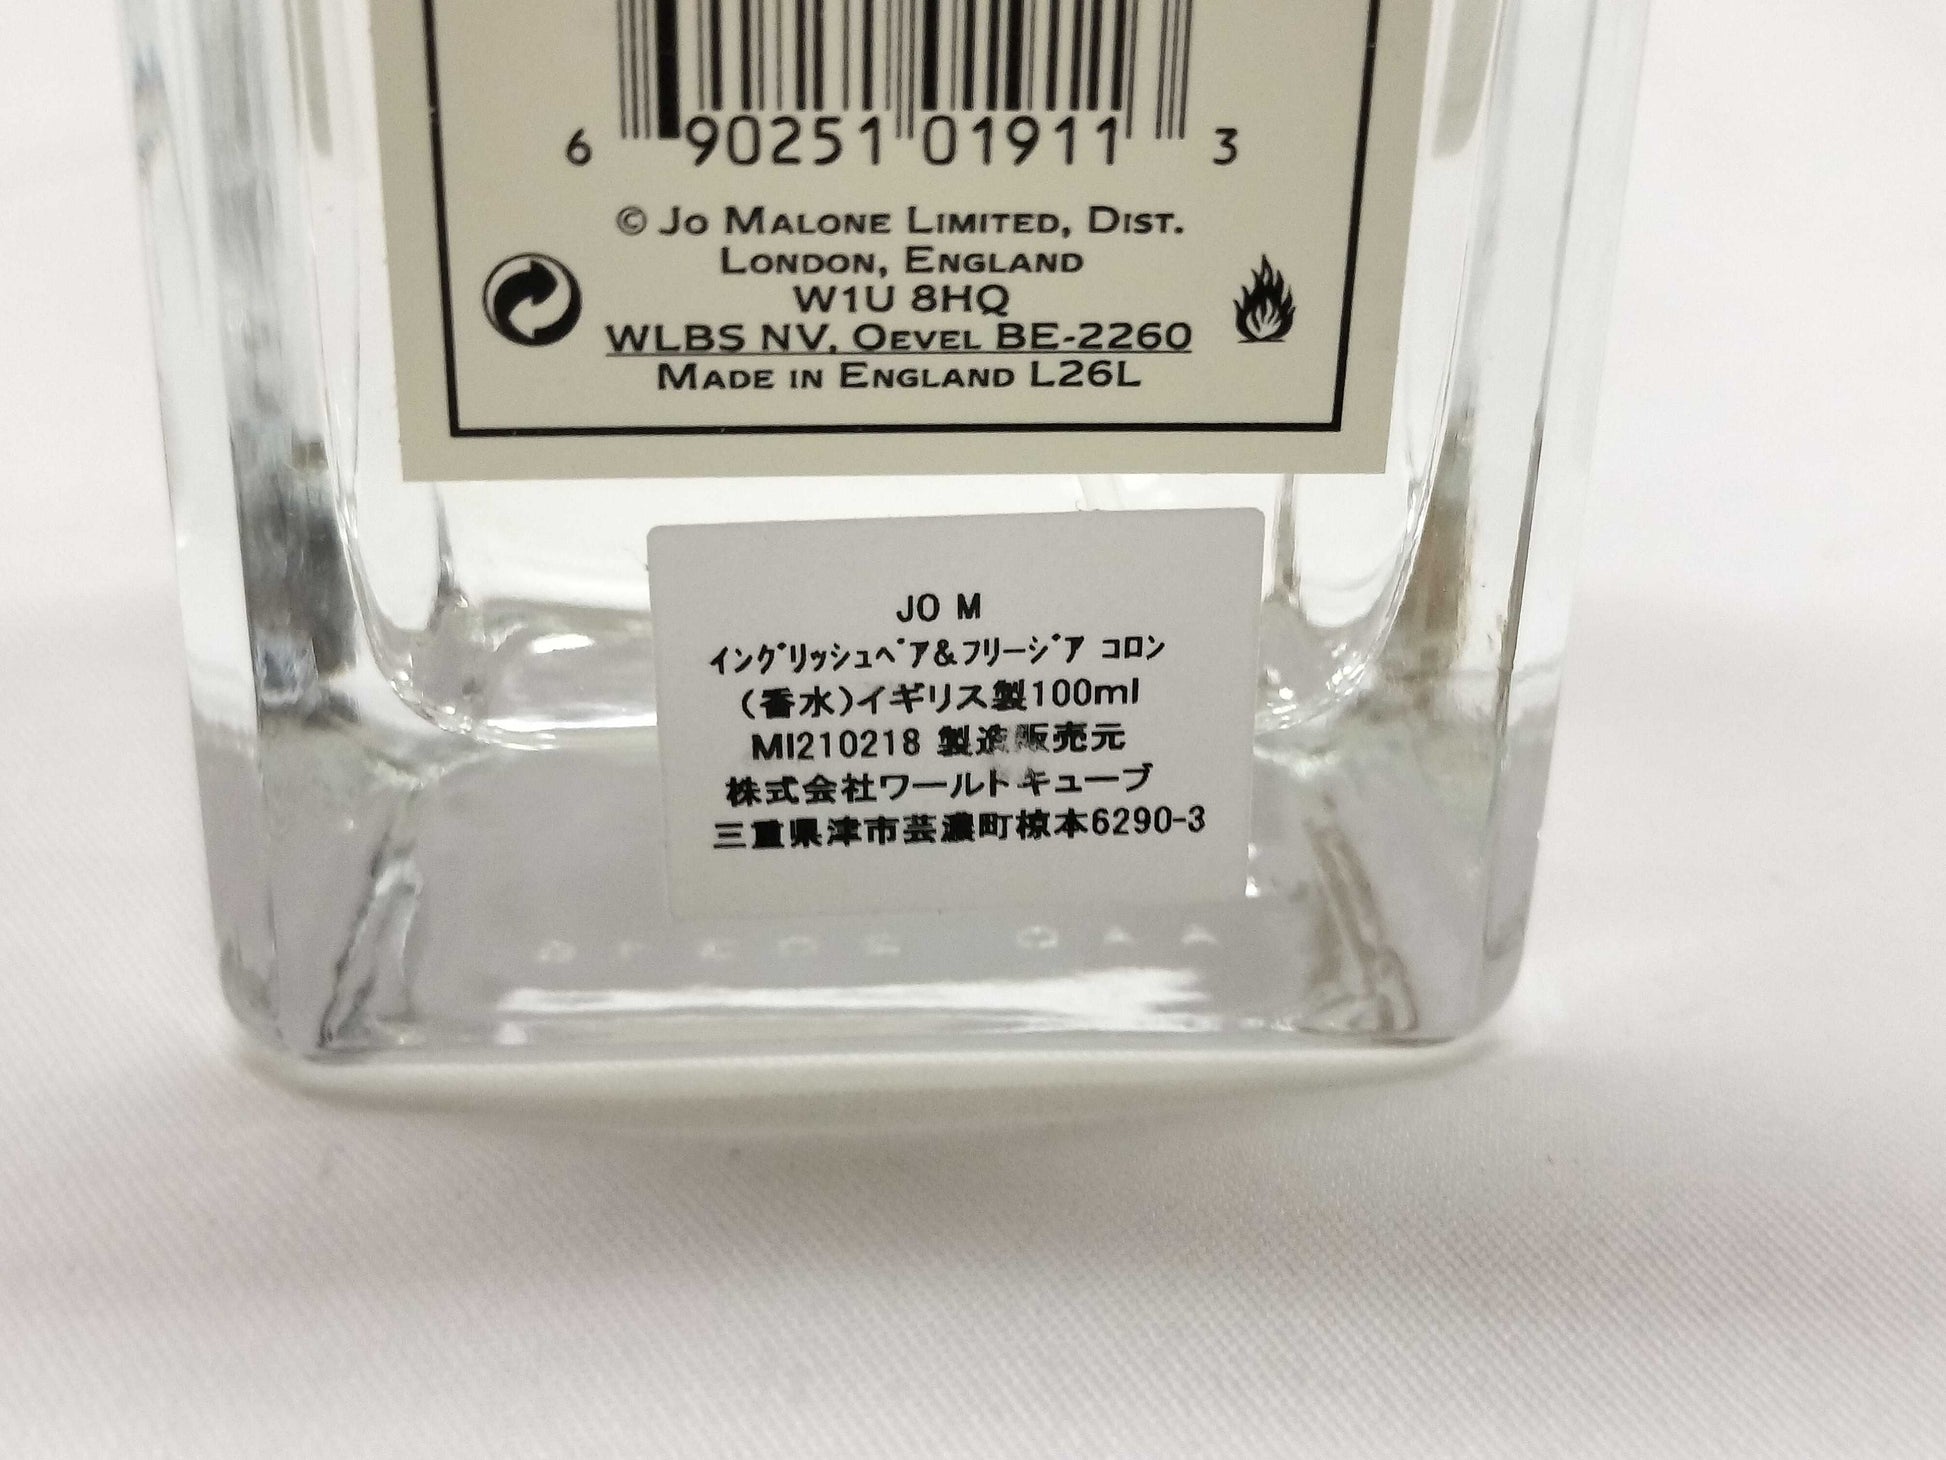 6 90251 01911 3
© JO MALONE LIMITED, DIST.
LONDON, ENGLAND
W1U 8HQ
WLBS NV, OEVEL BE-2260
MADE IN ENGLAND L26L
JO M
イングリッシュペア&フリージア コロン
(香水)イギリス製100ml
MI210218 製造販売元
株式会社ワールドキューブ
三重県津市芸濃町椋本6290-3